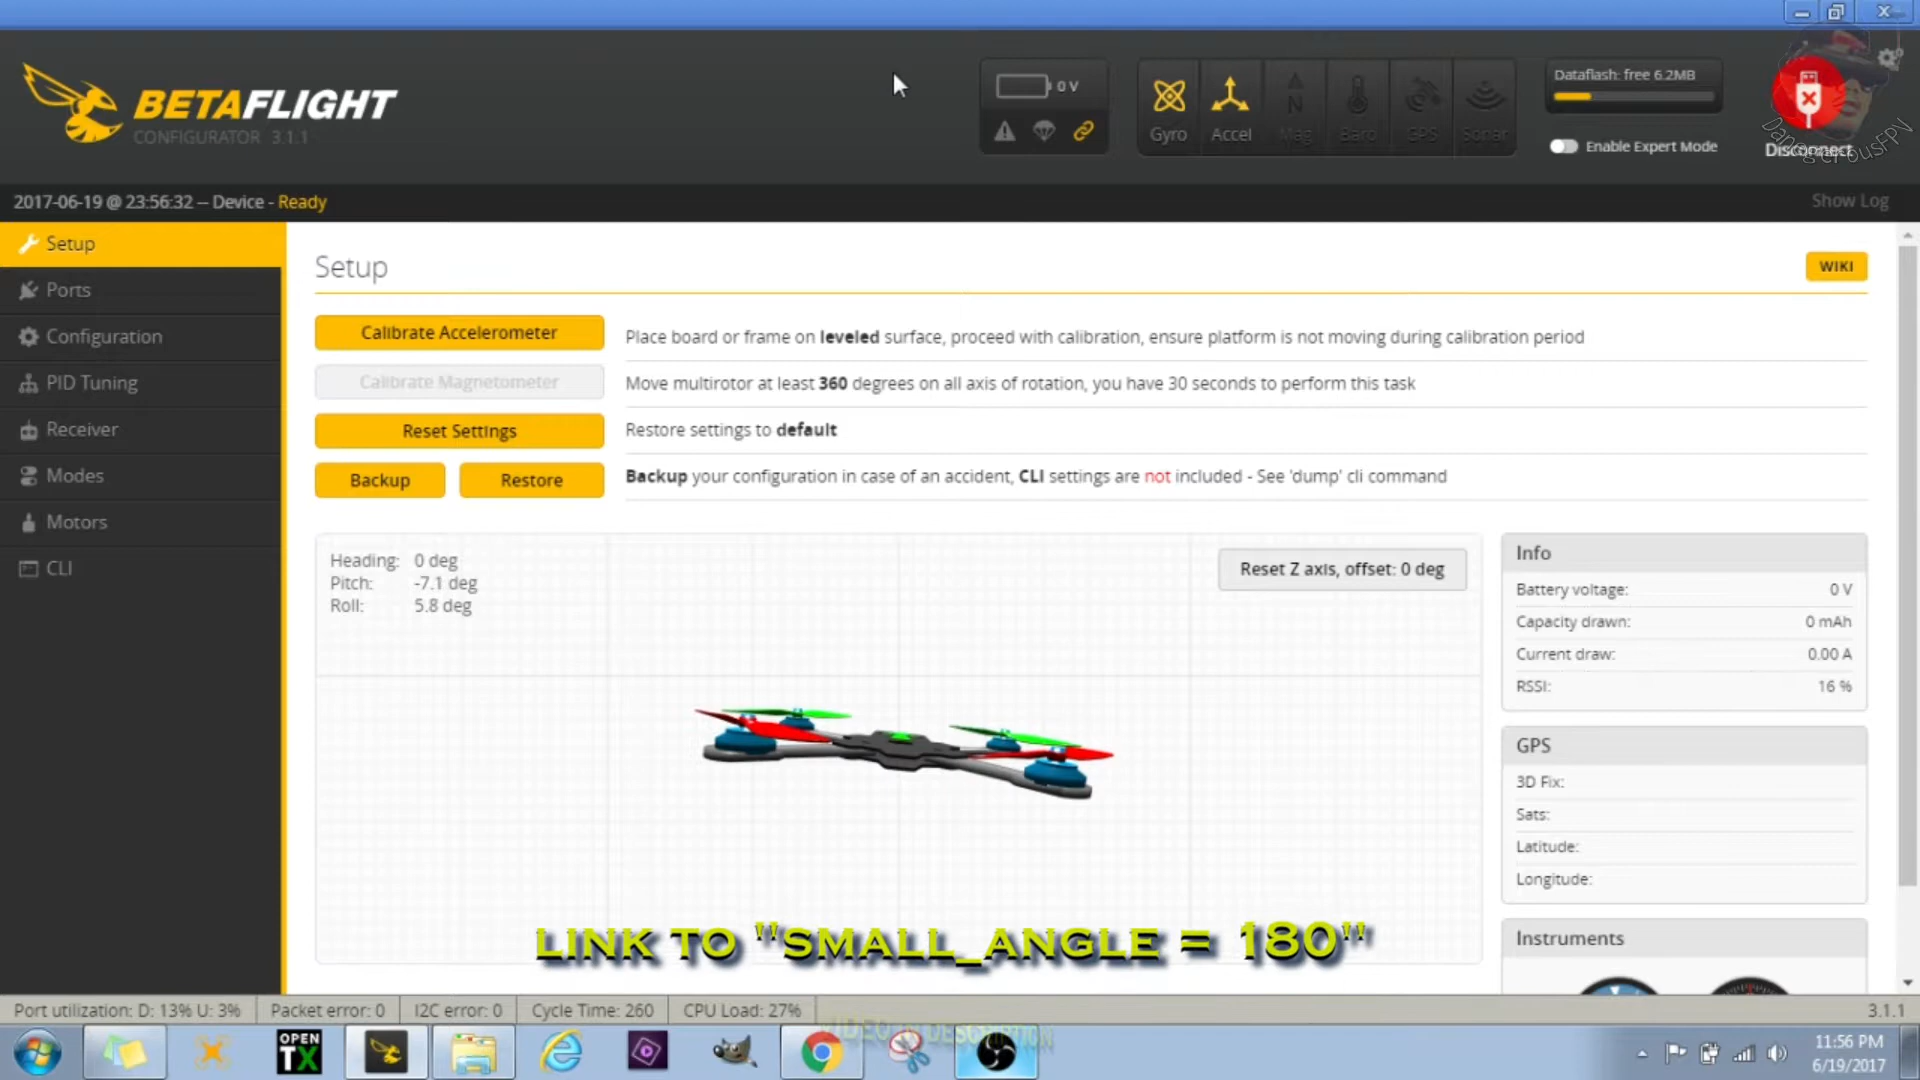 BETAFLIGHT
CONFIGURATOR 3.1.1
0 V
Gyro
Accel
Mag
Baro
GPS
Sonar
Dataflash: free 6.2MB
Enable Expert Mode
Disconnect
DangerousFPV
2017-06-19 @ 23:56:32 -- Device - Ready
Show Log
Setup
Ports
Configuration
PID Tuning
Receiver
Modes
Motors
CLI
Setup
WIKI
Calibrate Accelerometer
Place board or frame on leveled surface, proceed with calibration, ensure platform is not moving during calibration period
Calibrate Magnetometer
Move multirotor at least 360 degrees on all axis of rotation, you have 30 seconds to perform this task
Reset Settings
Restore settings to default
Backup
Restore
Backup your configuration in case of an accident, CLI settings are not included - See 'dump' cli command
Heading: 0 deg
Pitch: -7.1 deg
Roll: 5.8 deg
Reset Z axis, offset: 0 deg
Info
Battery voltage: 0 V
Capacity drawn: 0 mAh
Current draw: 0.00 A
RSSI: 16 %
GPS
3D Fix:
Sats:
Latitude:
Longitude:
Instruments
LINK TO "SMALL_ANGLE = 180"
VIDEO IN DESCRIPTION
Port utilization: D: 13% U: 3%
Packet error: 0
I2C error: 0
Cycle Time: 260
CPU Load: 27%
3.1.1
OPEN
TX
11:56 PM
6/19/2017